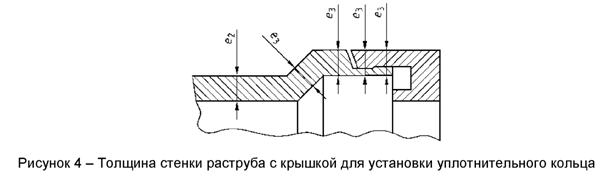 e₂
e₃
e₃
e₃
e₃
Рисунок 4 – Толщина стенки раструба с крышкой для установки уплотнительного кольца